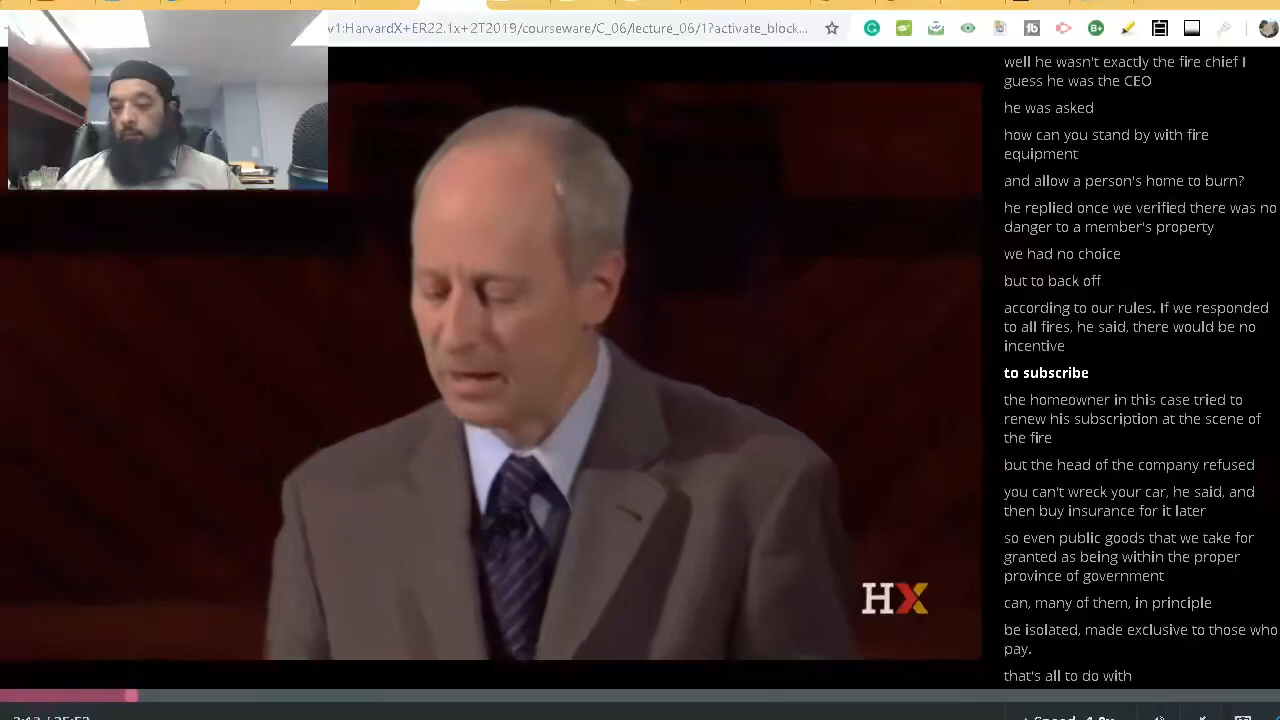 HarvardX+ER22.1x+2T2019/courseware/C_06/lecture_06/1?activate_block...
well he wasn't exactly the fire chief I
guess he was the CEO
he was asked
how can you stand by with fire
equipment
and allow a person's home to burn?
he replied once we verified there was no
danger to a member's property
we had no choice
but to back off
according to our rules. If we responded
to all fires, he said, there would be no
incentive
to subscribe
the homeowner in this case tried to
renew his subscription at the scene of
the fire
but the head of the company refused
you can't wreck your car, he said, and
then buy insurance for it later
so even public goods that we take for
granted as being within the proper
province of government
can, many of them, in principle
be isolated, made exclusive to those who
pay.
that's all to do with
HX
Speed